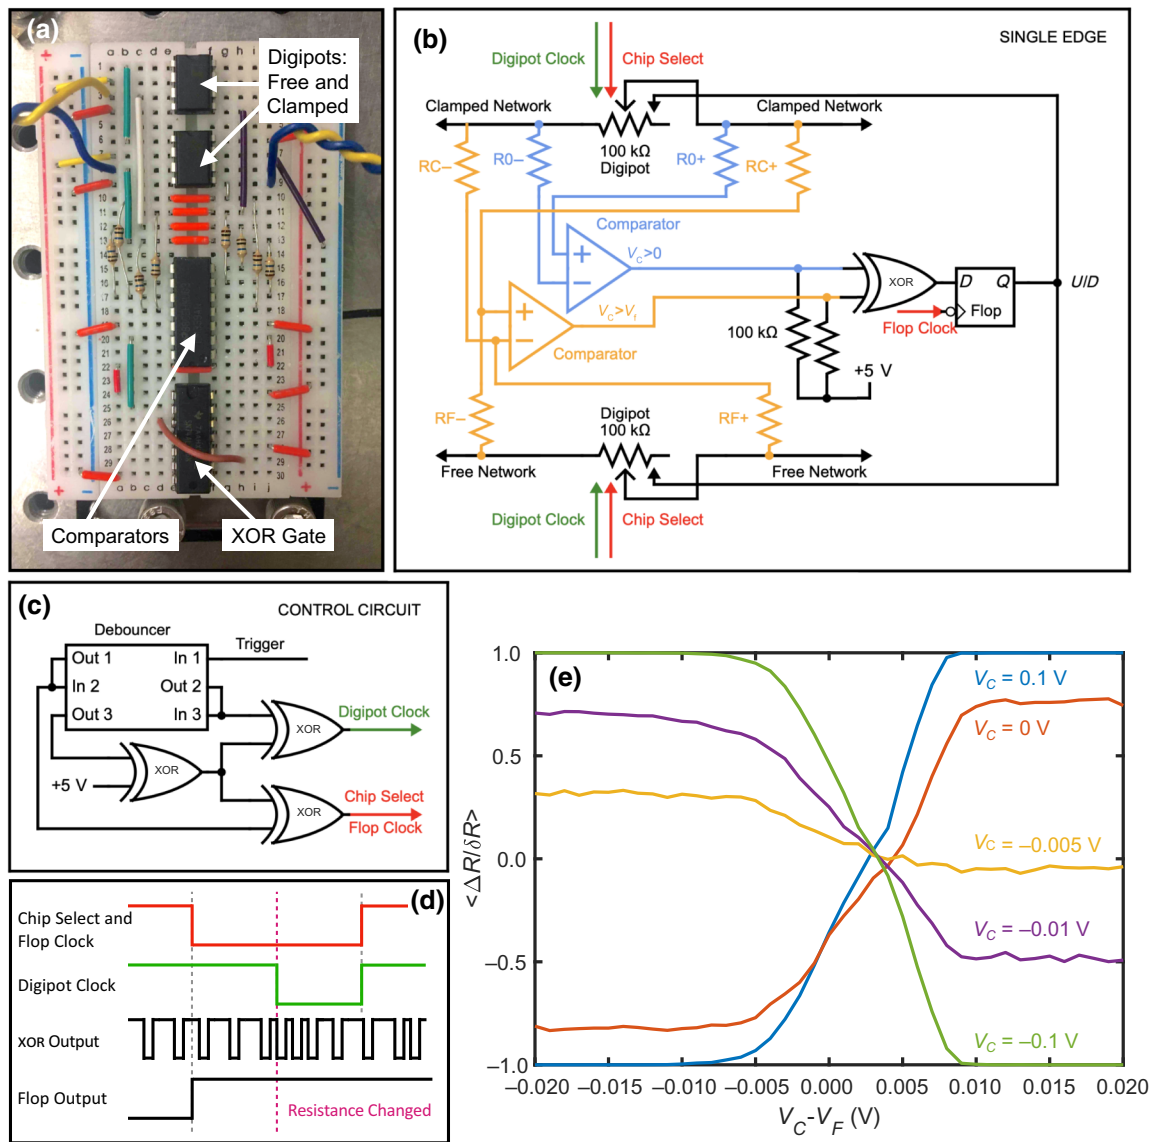 (a)
Digipots:
Free and
Clamped
a b c d e f g h i j
Comparators
XOR Gate
a b c d e f g h i j
(b)
SINGLE EDGE
Digipot Clock
Chip Select
Clamped Network
Clamped Network
100 kΩ
Digipot
RC–
R0–
R0+
RC+
Comparator
V_C>0
V_C>V_f
Comparator
XOR
D Q
Flop
U/D
Flop Clock
100 kΩ
+5 V
RF–
Digipot
100 kΩ
RF+
Free Network
Free Network
Digipot Clock
Chip Select
(c)
CONTROL CIRCUIT
Debouncer
Trigger
Out 1 In 1
In 2 Out 2
Out 3 In 3
XOR
Digipot Clock
XOR
+5 V
XOR
Chip Select
Flop Clock
(d)
Chip Select and
Flop Clock
Digipot Clock
XOR Output
Flop Output
Resistance Changed
(e)
<ΔR/δR>
1.0
0.5
0.0
–0.5
–1.0
V_C = 0.1 V
V_C = 0 V
V_C = –0.005 V
V_C = –0.01 V
V_C = –0.1 V
–0.020 –0.015 –0.010 –0.005 0.000 0.005 0.010 0.015 0.020
V_C-V_F (V)